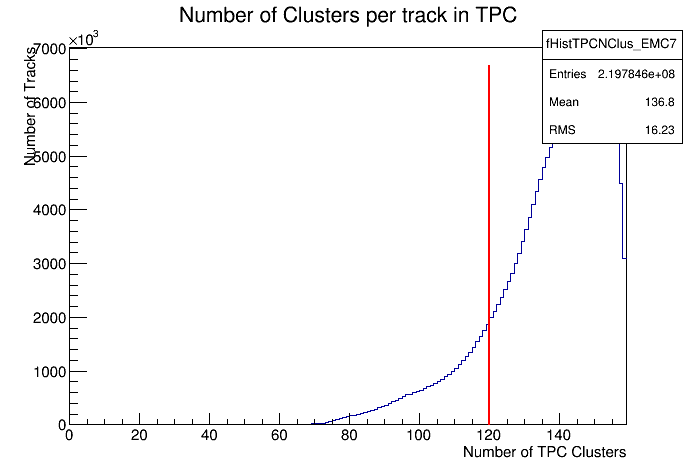 Number of Clusters per track in TPC
×10³
fHistTPCNClus_EMC7
Entries 2.197846e+08
Mean 136.8
RMS 16.23
Number of Tracks
7000
6000
5000
4000
3000
2000
1000
0
0 20 40 60 80 100 120 140
Number of TPC Clusters